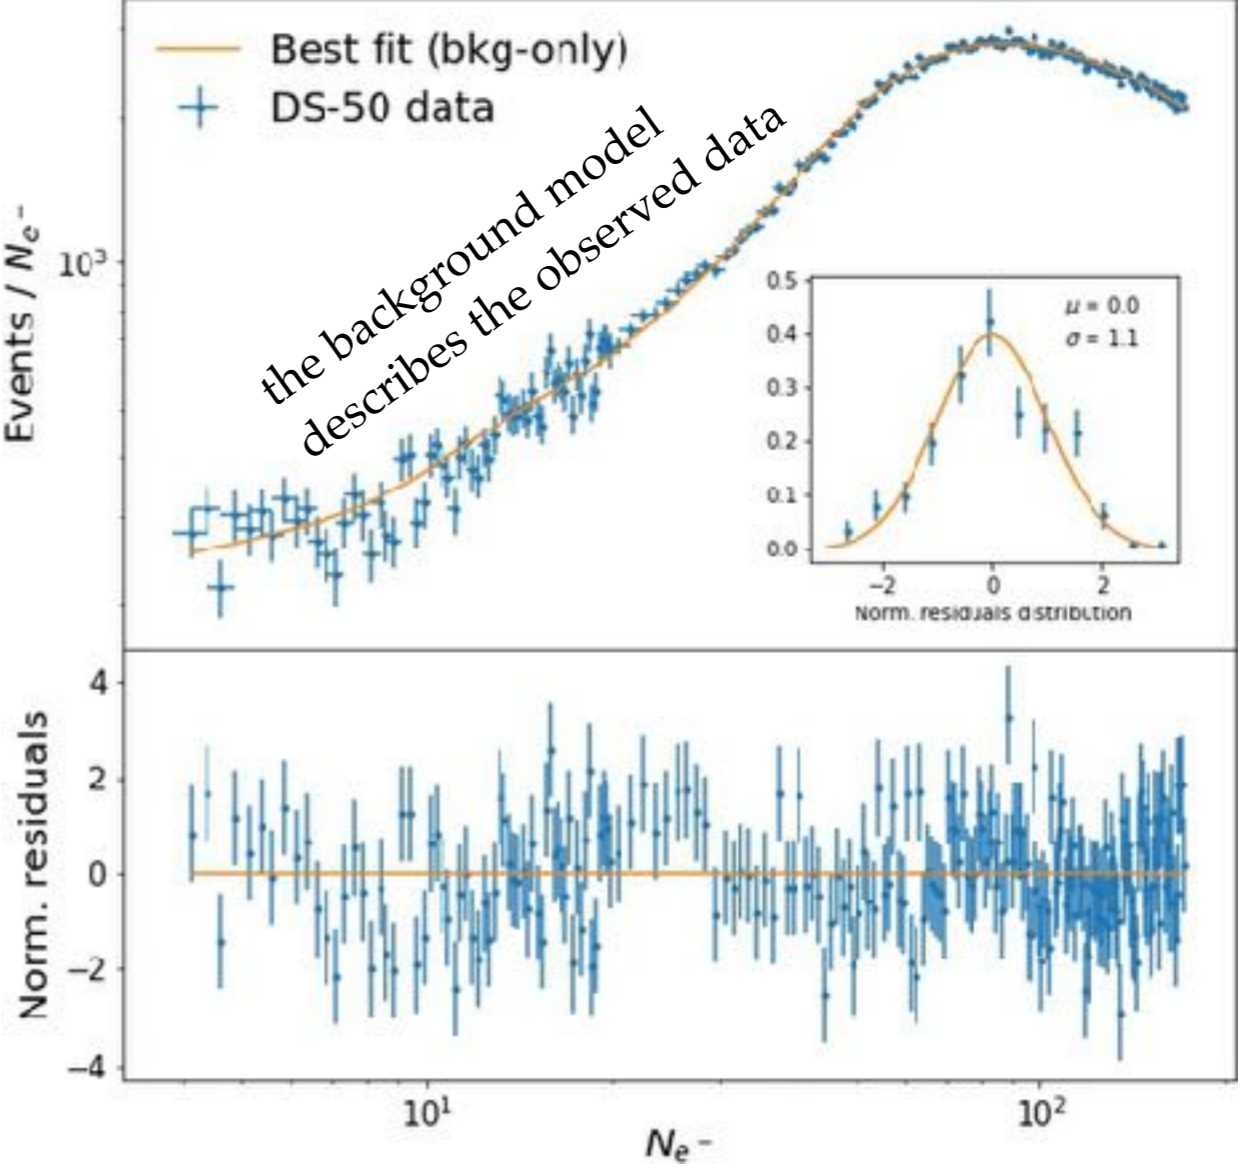 Best fit (bkg-only)
DS-50 data
the background model
describes the observed data
Events / Ne-
10³
0.5
0.4
0.3
0.2
0.1
0.0
μ = 0.0
σ = 1.1
−2
0
2
Norm. residuals distribution
Norm. residuals
4
2
0
−2
−4
10¹
10²
Ne-